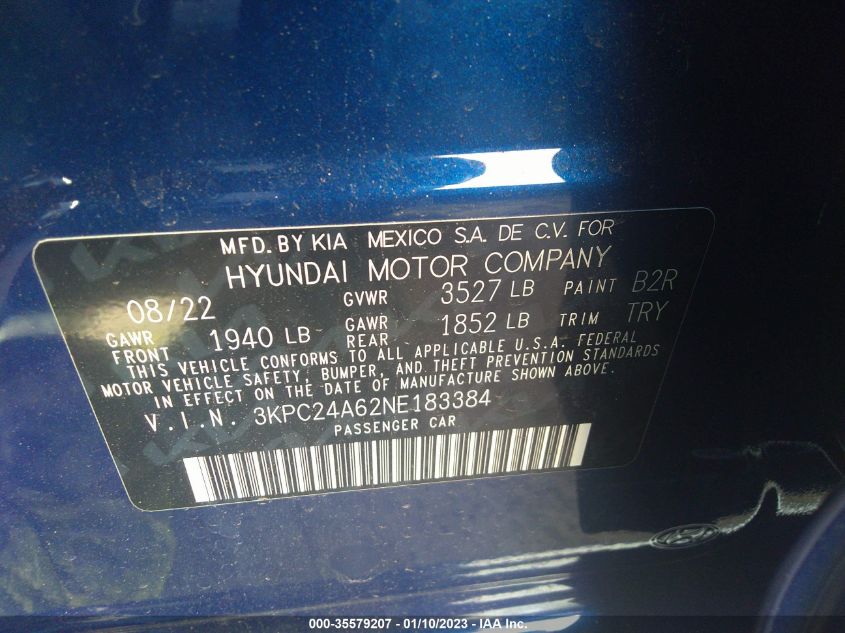 MFD. BY KIA MEXICO S.A. DE C.V. FOR
HYUNDAI MOTOR COMPANY
08/22 GVWR 3527 LB PAINT B2R
GAWR FRONT 1940 LB GAWR REAR 1852 LB TRIM TRY
THIS VEHICLE CONFORMS TO ALL APPLICABLE U.S.A. FEDERAL
MOTOR VEHICLE SAFETY, BUMPER, AND THEFT PREVENTION STANDARDS
IN EFFECT ON THE DATE OF MANUFACTURE SHOWN ABOVE.
V.I.N. 3KPC24A62NE183384
PASSENGER CAR
000-35579207 - 01/10/2023 - IAA Inc.